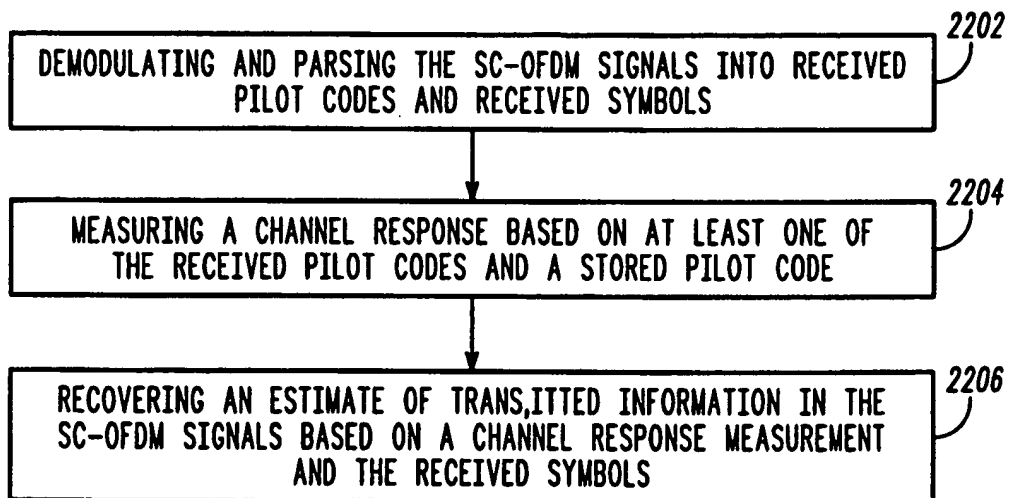 2202
DEMODULATING AND PARSING THE SC-OFDM SIGNALS INTO RECEIVED
PILOT CODES AND RECEIVED SYMBOLS
2204
MEASURING A CHANNEL RESPONSE BASED ON AT LEAST ONE OF
THE RECEIVED PILOT CODES AND A STORED PILOT CODE
2206
RECOVERING AN ESTIMATE OF TRANS,ITTED INFORMATION IN THE
SC-OFDM SIGNALS BASED ON A CHANNEL RESPONSE MEASUREMENT
AND THE RECEIVED SYMBOLS